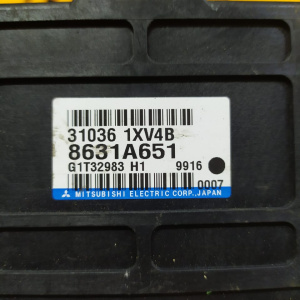 31036 1XV4B
8631A651
G1T32983 H1 9916
0007
MITSUBISHI ELECTRIC CORP., JAPAN